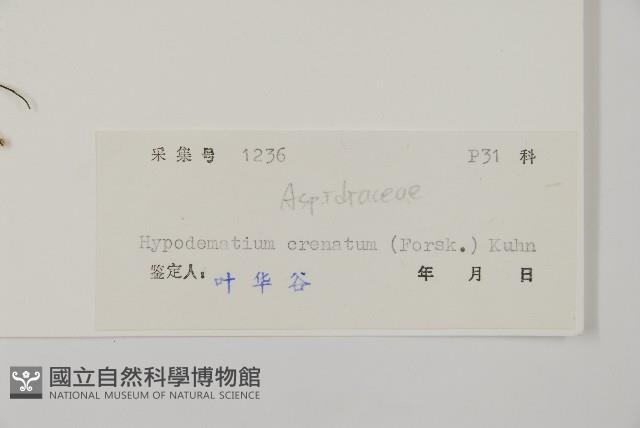 采集号 1236 P31 科
Aspidiaceae
Hypodematium crenatum (Forsk.) Kuhn
鉴定人: 叶华谷 年 月 日
國立自然科學博物館
NATIONAL MUSEUM OF NATURAL SCIENCE